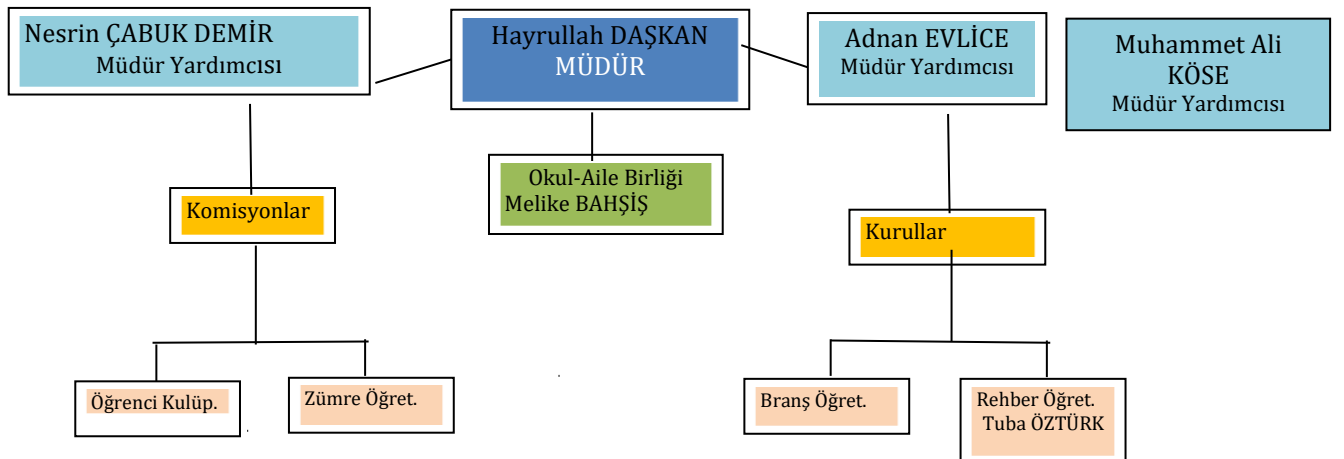 Nesrin ÇABUK DEMİR
Müdür Yardımcısı
Hayrullah DAŞKAN
MÜDÜR
Adnan EVLİCE
Müdür Yardımcısı
Muhammet Ali
KÖSE
Müdür Yardımcısı
Okul-Aile Birliği
Melike BAHŞİŞ
Komisyonlar
Kurullar
Öğrenci Kulüp.
Zümre Öğret.
Branş Öğret.
Rehber Öğret.
Tuba ÖZTÜRK